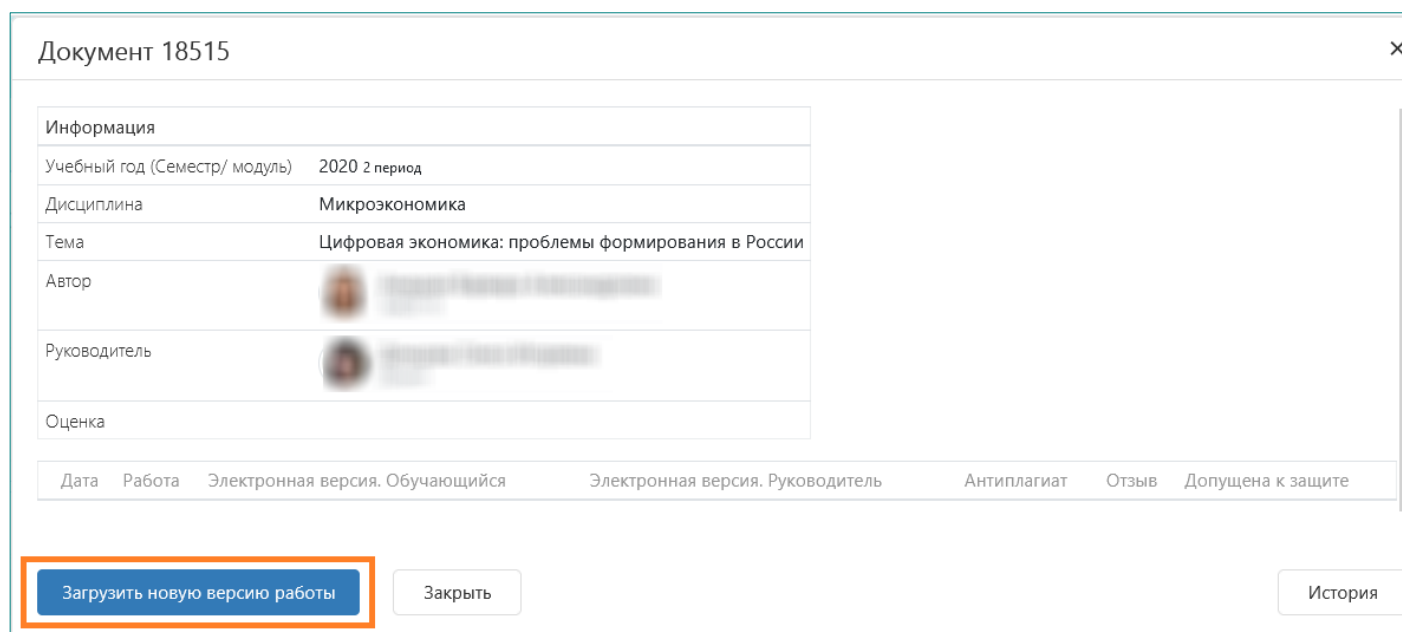 Документ 18515
Информация
Учебный год (Семестр/ модуль) 2020 2 период
Дисциплина Микроэкономика
Тема Цифровая экономика: проблемы формирования в России
Автор
Руководитель
Оценка
Дата Работа Электронная версия. Обучающийся Электронная версия. Руководитель Антиплагиат Отзыв Допущена к защите
Загрузить новую версию работы Закрыть История